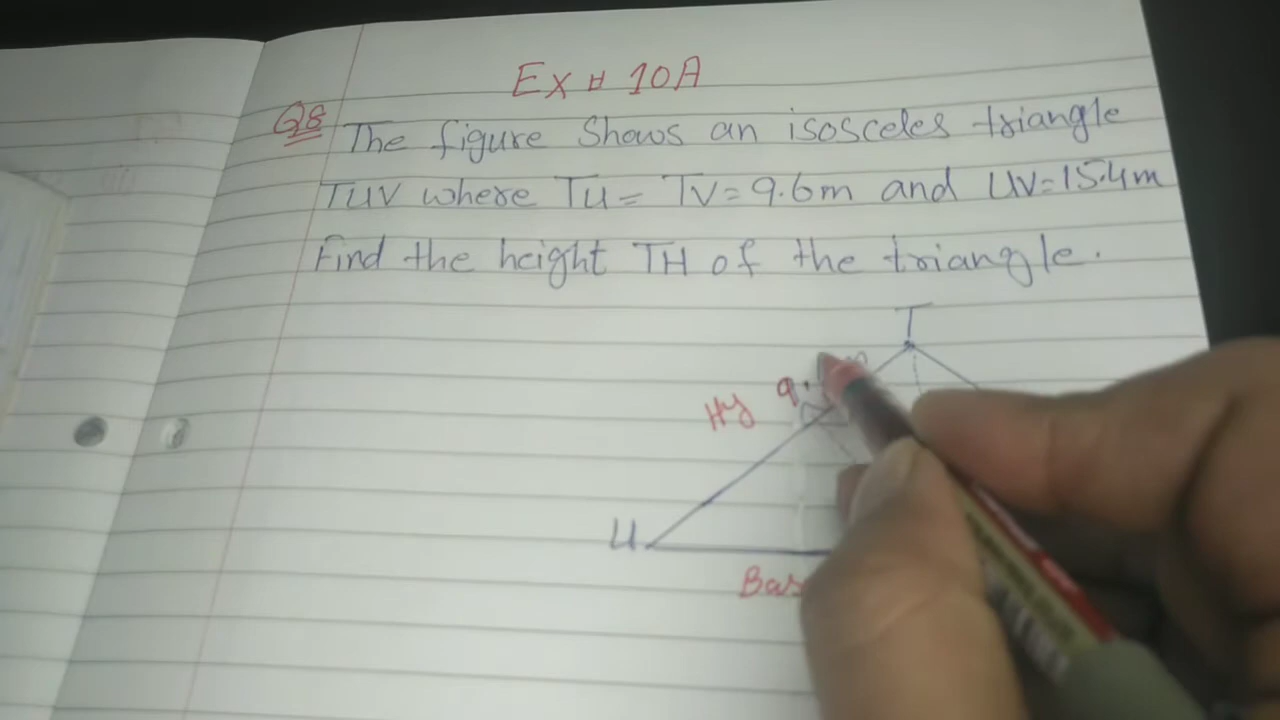 Ex # 10A
Q8 The figure Shows an isosceles triangle
TUV where TU = TV = 9.6m and UV=15.4m
Find the height TH of the triangle.
T
Hy
U